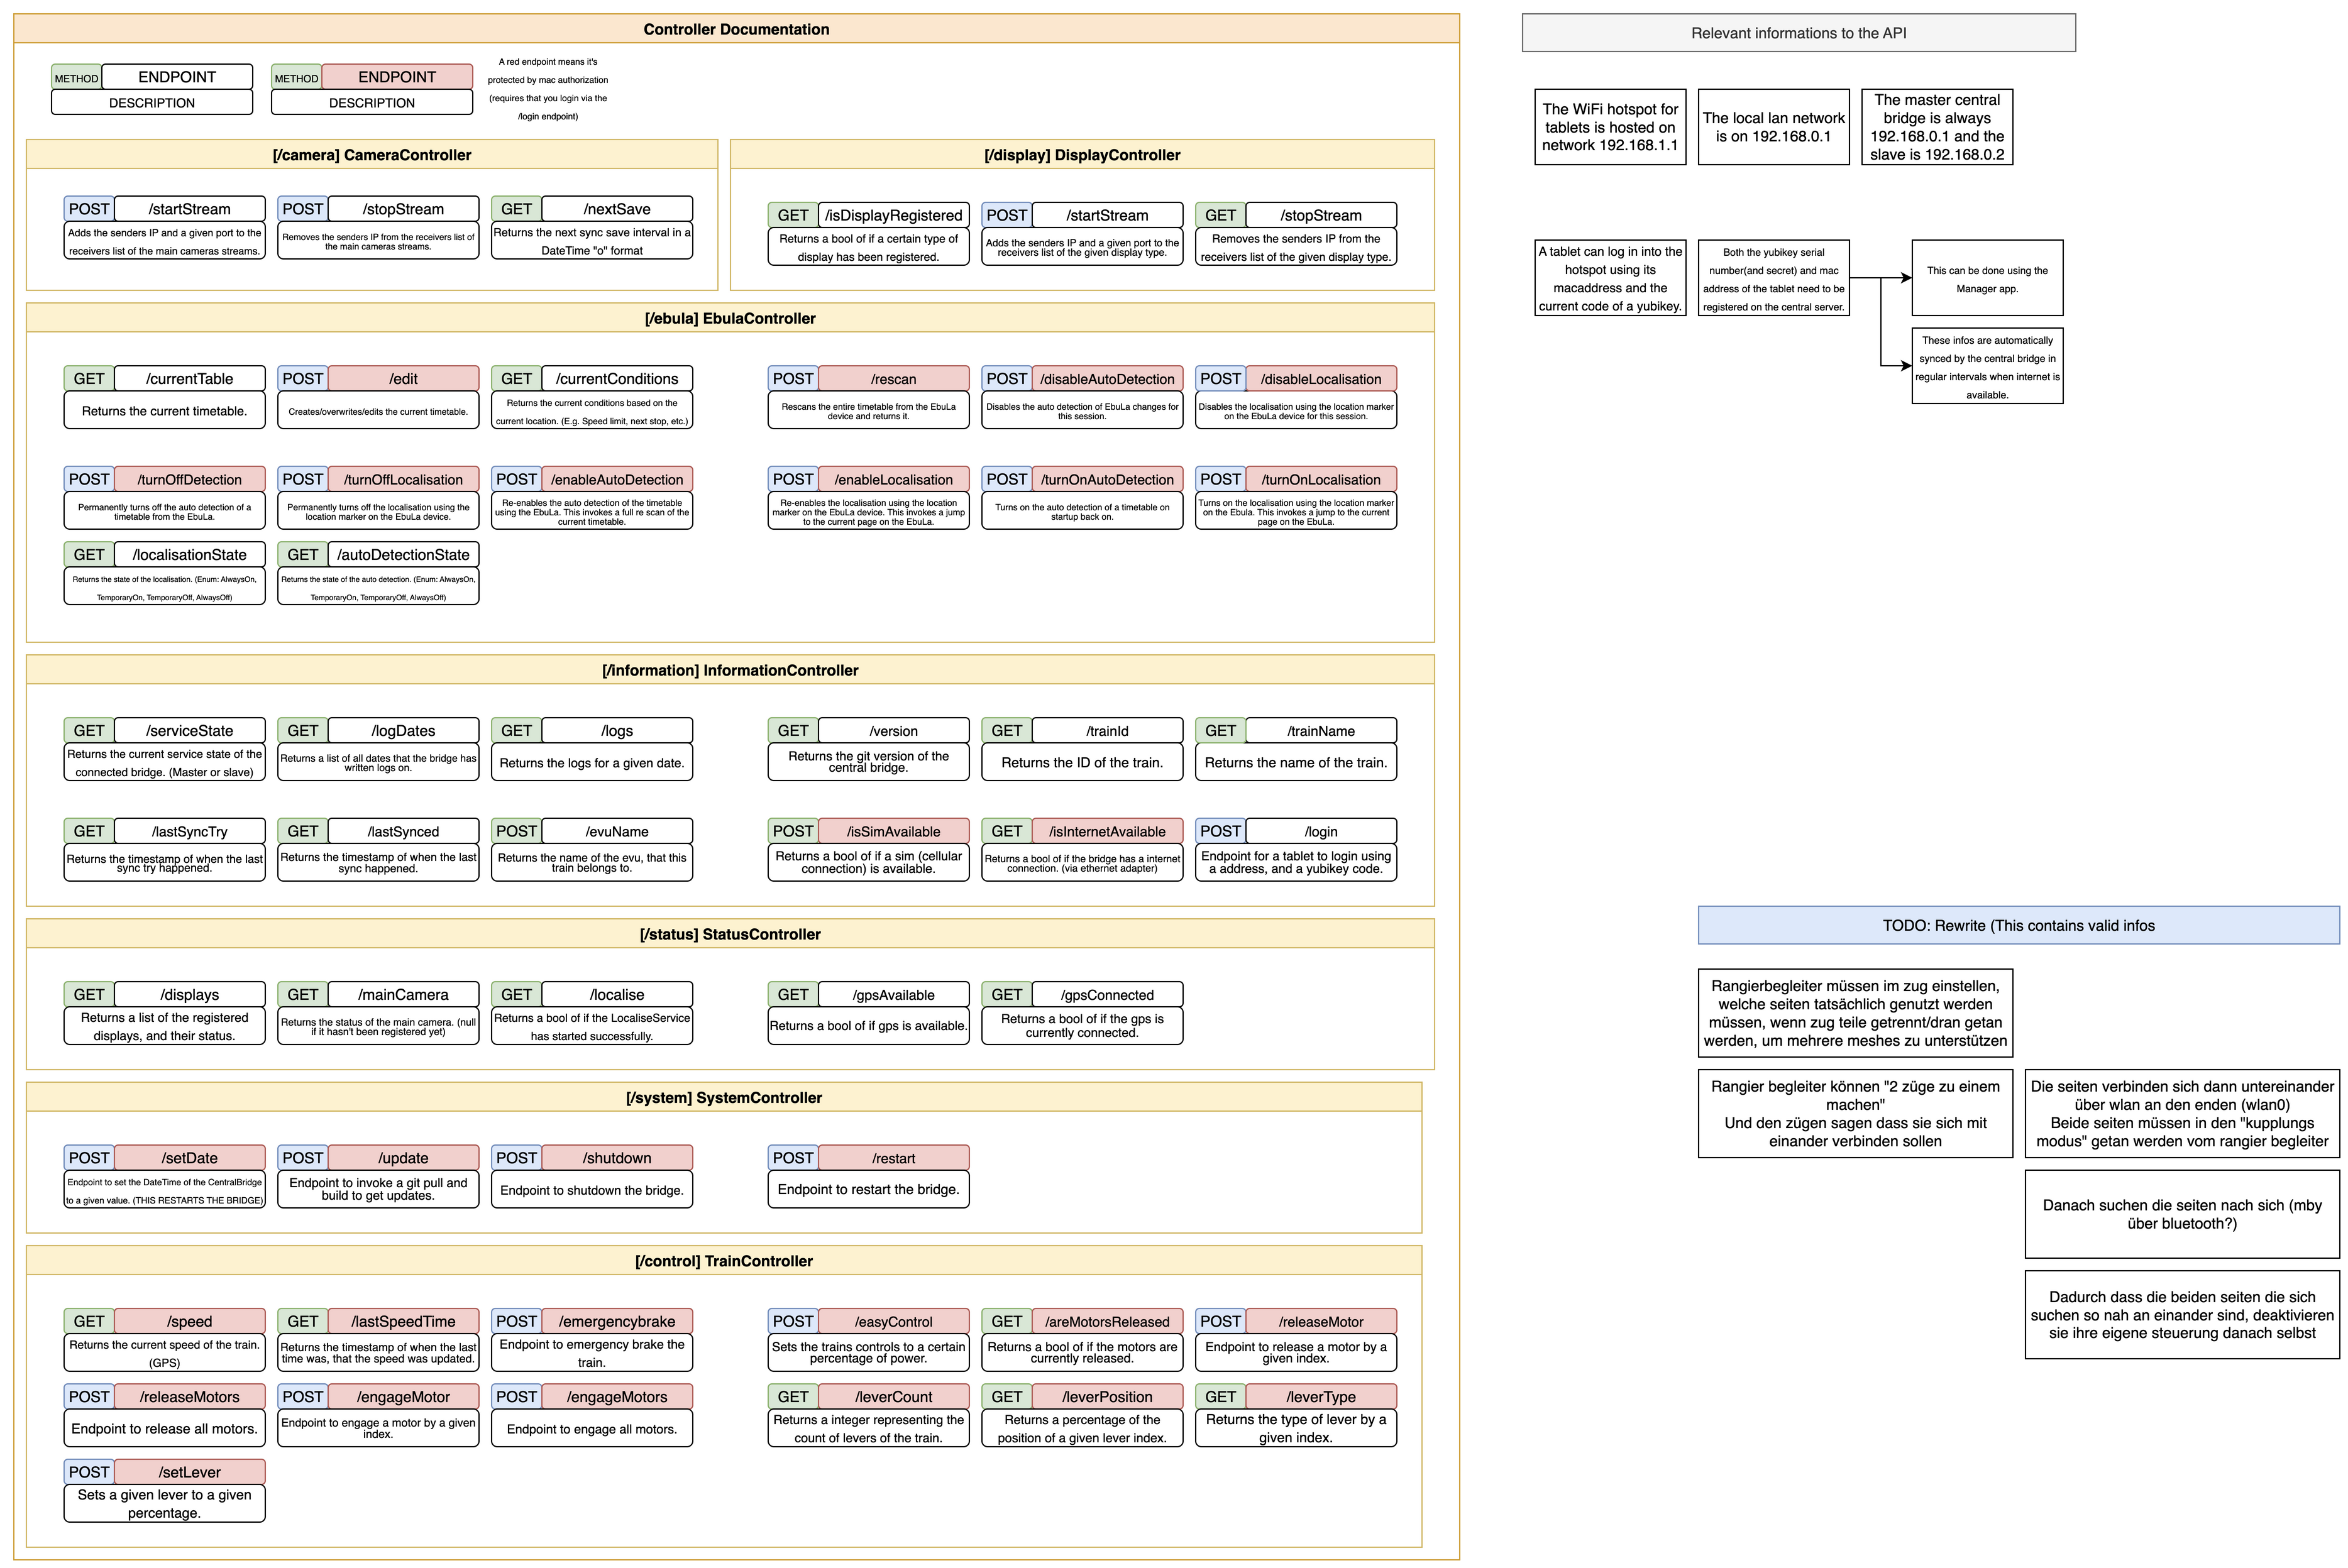 Controller Documentation
METHOD
ENDPOINT
DESCRIPTION
METHOD
ENDPOINT
DESCRIPTION
A red endpoint means it's
protected by mac authorization
(requires that you login via the
/login endpoint)
[/camera] CameraController
POST
/startStream
Adds the senders IP and a given port to the
receivers list of the main cameras streams.
POST
/stopStream
Removes the senders IP from the receivers list of
the main cameras streams.
GET
/nextSave
Returns the next sync save interval in a
DateTime "o" format
[/display] DisplayController
GET
/isDisplayRegistered
Returns a bool of if a certain type of
display has been registered.
POST
/startStream
Adds the senders IP and a given port to the
receivers list of the given display type.
GET
/stopStream
Removes the senders IP from the
receivers list of the given display type.
[/ebula] EbulaController
GET
/currentTable
Returns the current timetable.
POST
/edit
Creates/overwrites/edits the current timetable.
GET
/currentConditions
Returns the current conditions based on the
current location. (E.g. Speed limit, next stop, etc.)
POST
/rescan
Rescans the entire timetable from the EbuLa
device and returns it.
POST
/disableAutoDetection
Disables the auto detection of EbuLa changes for
this session.
POST
/disableLocalisation
Disables the localisation using the location marker
on the EbuLa device for this session.
POST
/turnOffDetection
Permanently turns off the auto detection of a
timetable from the EbuLa.
POST
/turnOffLocalisation
Permanently turns off the localisation using the
location marker on the EbuLa device.
POST
/enableAutoDetection
Re-enables the auto detection of the timetable
using the EbuLa. This invokes a full re scan of the
current timetable.
POST
/enableLocalisation
Re-enables the localisation using the location
marker on the EbuLa device. This invokes a jump
to the current page on the EbuLa.
POST
/turnOnAutoDetection
Turns on the auto detection of a timetable on
startup back on.
POST
/turnOnLocalisation
Turns on the localisation using the location marker
on the Ebula. This invokes a jump to the current
page on the EbuLa.
GET
/localisationState
Returns the state of the localisation. (Enum: AlwaysOn,
TemporaryOn, TemporaryOff, AlwaysOff)
GET
/autoDetectionState
Returns the state of the auto detection. (Enum: AlwaysOn,
TemporaryOn, TemporaryOff, AlwaysOff)
[/information] InformationController
GET
/serviceState
Returns the current service state of the
connected bridge. (Master or slave)
GET
/logDates
Returns a list of all dates that the bridge has
written logs on.
GET
/logs
Returns the logs for a given date.
GET
/version
Returns the git version of the
central bridge.
GET
/trainId
Returns the ID of the train.
GET
/trainName
Returns the name of the train.
GET
/lastSyncTry
Returns the timestamp of when the last
sync try happened.
GET
/lastSynced
Returns the timestamp of when the last
sync happened.
POST
/evuName
Returns the name of the evu, that this
train belongs to.
POST
/isSimAvailable
Returns a bool of if a sim (cellular
connection) is available.
GET
/isInternetAvailable
Returns a bool of if the bridge has a internet
connection. (via ethernet adapter)
POST
/login
Endpoint for a tablet to login using
a address, and a yubikey code.
[/status] StatusController
GET
/displays
Returns a list of the registered
displays, and their status.
GET
/mainCamera
Returns the status of the main camera. (null
if it hasn't been registered yet)
GET
/localise
Returns a bool of if the LocaliseService
has started successfully.
GET
/gpsAvailable
Returns a bool of if gps is available.
GET
/gpsConnected
Returns a bool of if the gps is
currently connected.
[/system] SystemController
POST
/setDate
Endpoint to set the DateTime of the CentralBridge
to a given value. (THIS RESTARTS THE BRIDGE)
POST
/update
Endpoint to invoke a git pull and
build to get updates.
POST
/shutdown
Endpoint to shutdown the bridge.
POST
/restart
Endpoint to restart the bridge.
[/control] TrainController
GET
/speed
Returns the current speed of the train.
(GPS)
GET
/lastSpeedTime
Returns the timestamp of when the last
time was, that the speed was updated.
POST
/emergencybrake
Endpoint to emergency brake the
train.
POST
/easyControl
Sets the trains controls to a certain
percentage of power.
GET
/areMotorsReleased
Returns a bool of if the motors are
currently released.
POST
/releaseMotor
Endpoint to release a motor by a
given index.
POST
/releaseMotors
Endpoint to release all motors.
POST
/engageMotor
Endpoint to engage a motor by a given
index.
POST
/engageMotors
Endpoint to engage all motors.
GET
/leverCount
Returns a integer representing the
count of levers of the train.
GET
/leverPosition
Returns a percentage of the
position of a given lever index.
GET
/leverType
Returns the type of lever by a
given index.
POST
/setLever
Sets a given lever to a given
percentage.
Relevant informations to the API
The WiFi hotspot for
tablets is hosted on
network 192.168.1.1
The local lan network
is on 192.168.0.1
The master central
bridge is always
192.168.0.1 and the
slave is 192.168.0.2
A tablet can log in into the
hotspot using its
macaddress and the
current code of a yubikey.
Both the yubikey serial
number(and secret) and mac
address of the tablet need to be
registered on the central server.
This can be done using the
Manager app.
These infos are automatically
synced by the central bridge in
regular intervals when internet is
available.
TODO: Rewrite (This contains valid infos
Rangierbegleiter müssen im zug einstellen,
welche seiten tatsächlich genutzt werden
müssen, wenn zug teile getrennt/dran getan
werden, um mehrere meshes zu unterstützen
Rangier begleiter können "2 züge zu einem
machen"
Und den zügen sagen dass sie sich mit
einander verbinden sollen
Die seiten verbinden sich dann untereinander
über wlan an den enden (wlan0)
Beide seiten müssen in den "kupplungs
modus" getan werden vom rangier begleiter
Danach suchen die seiten nach sich (mby
über bluetooth?)
Dadurch dass die beiden seiten die sich
suchen so nah an einander sind, deaktivieren
sie ihre eigene steuerung danach selbst